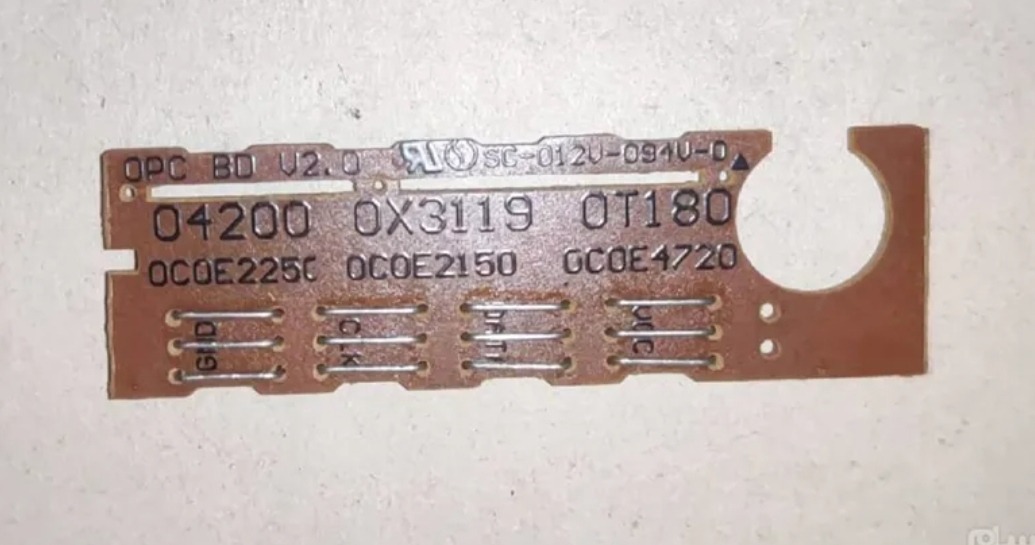 OPC BD V2.0 SC-012V-094V-0
04200 0X3119 0T180
0C0E2250 0C0E2150 0C0E4720
GND CLK DATA VCC